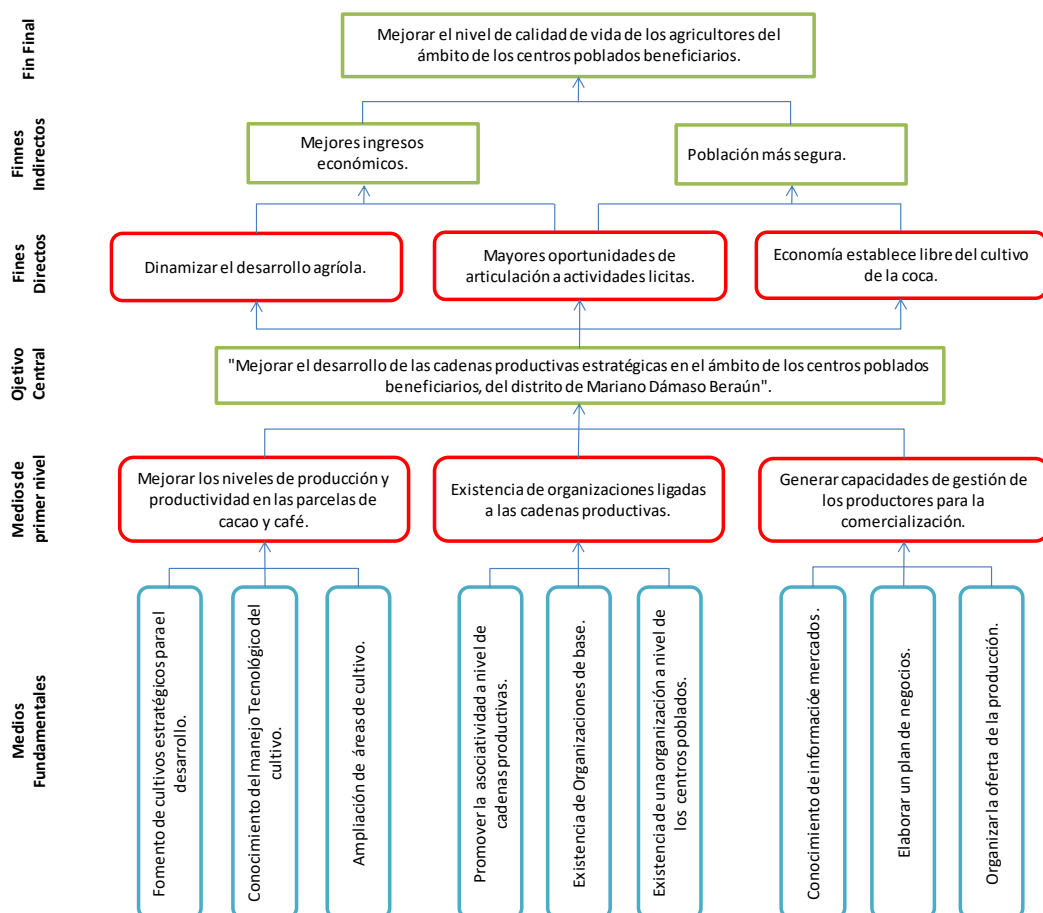 Fin Final
Mejorar el nivel de calidad de vida de los agricultores del
ámbito de los centros poblados beneficiarios.
Finnes
Indirectos
Mejores ingresos
económicos.
Población más segura.
Fines
Directos
Dinamizar el desarrollo agríola.
Mayores oportunidades de
articulación a actividades licitas.
Economía establece libre del cultivo
de la coca.
Ojetivo
Central
"Mejorar el desarrollo de las cadenas productivas estratégicas en el ámbito de los centros poblados
beneficiarios, del distrito de Mariano Dámaso Beraún".
Medios de
primer nivel
Mejorar los niveles de producción y
productividad en las parcelas de
cacao y café.
Existencia de organizaciones ligadas
a las cadenas productivas.
Generar capacidades de gestión de
los productores para la
comercialización.
Medios
Fundamentales
Fomento de cultivos estratégicos para el
desarrollo.
Conocimiento del manejo Tecnológico del
cultivo.
Ampliación de áreas de cultivo.
Promover la asociatividad a nivel de
cadenas productivas.
Existencia de Organizaciones de base.
Existencia de una organización a nivel de
los centros poblados.
Conocimiento de informacióe mercados .
Elaborar un plan de negocios.
Organizar la oferta de la producción.